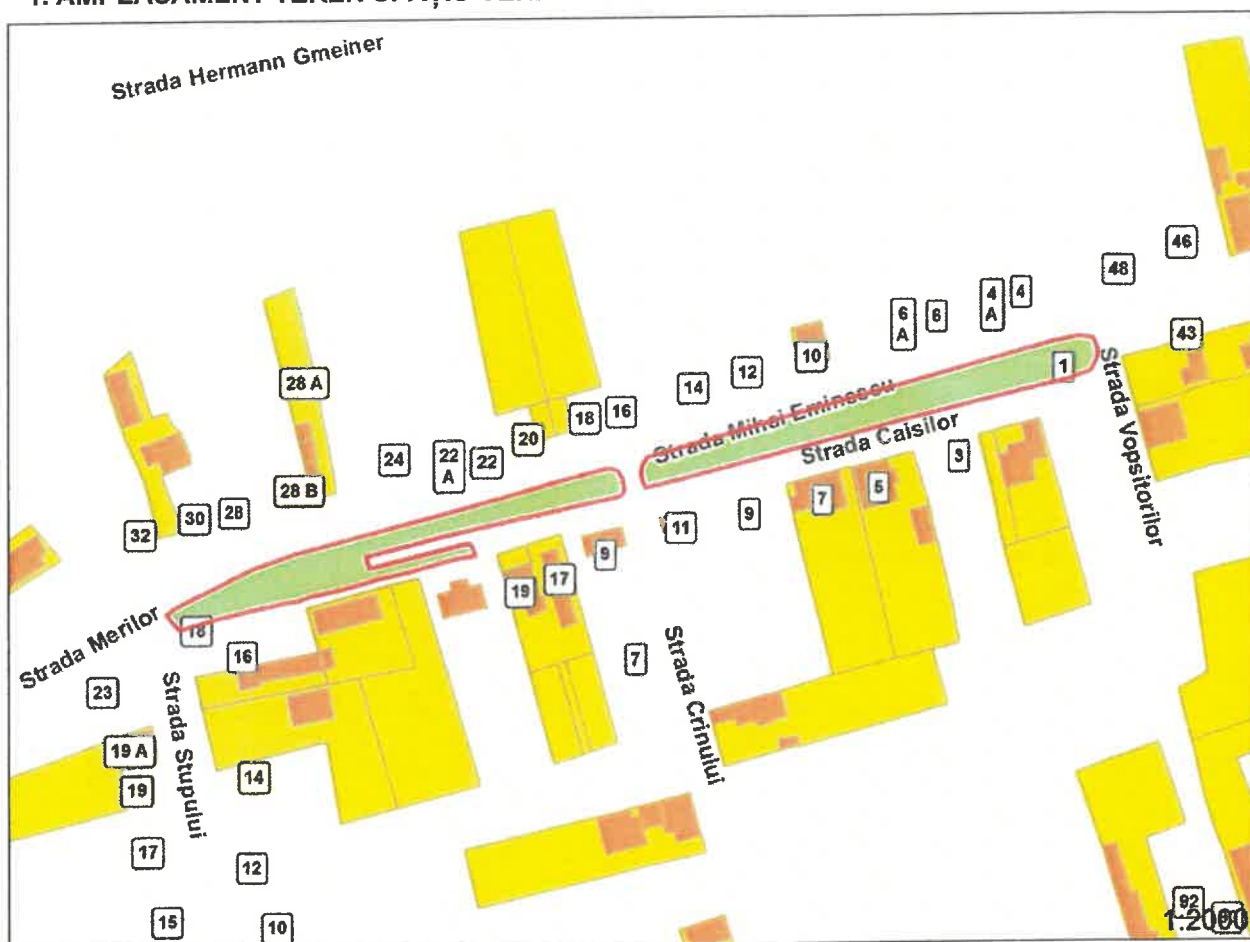 Strada Hermann Gmeiner
46
48
4
4 A
6
6 A
43
10
1
12
14
16
18
20
28 A
Strada Mihai Eminescu
Strada Caisilor
Strada Vopsitorilor
3
22
22 A
24
5
7
28 B
28
30
32
9
11
9
17
19
18
Strada Merilor
16
7
Strada Crinului
23
Strada Stupului
19 A
14
19
17
12
15
10
92
1:2000